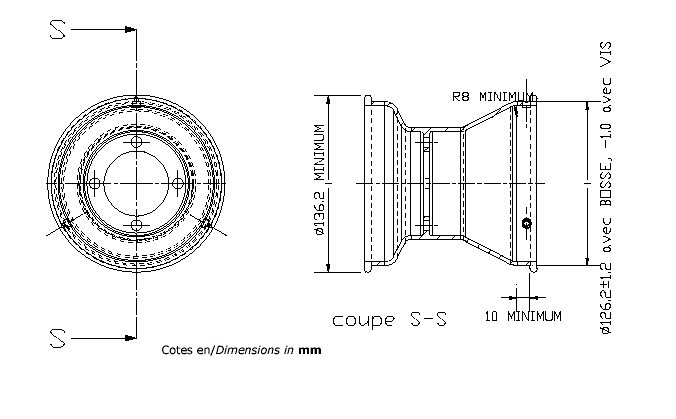 S
R8 MINIMUM
Ø136.2 MINIMUM
Ø126.2±1.2 avec BOSSE, -1.0 avec VIS
10 MINIMUM
coupe S-S
S
Cotes en/Dimensions in mm